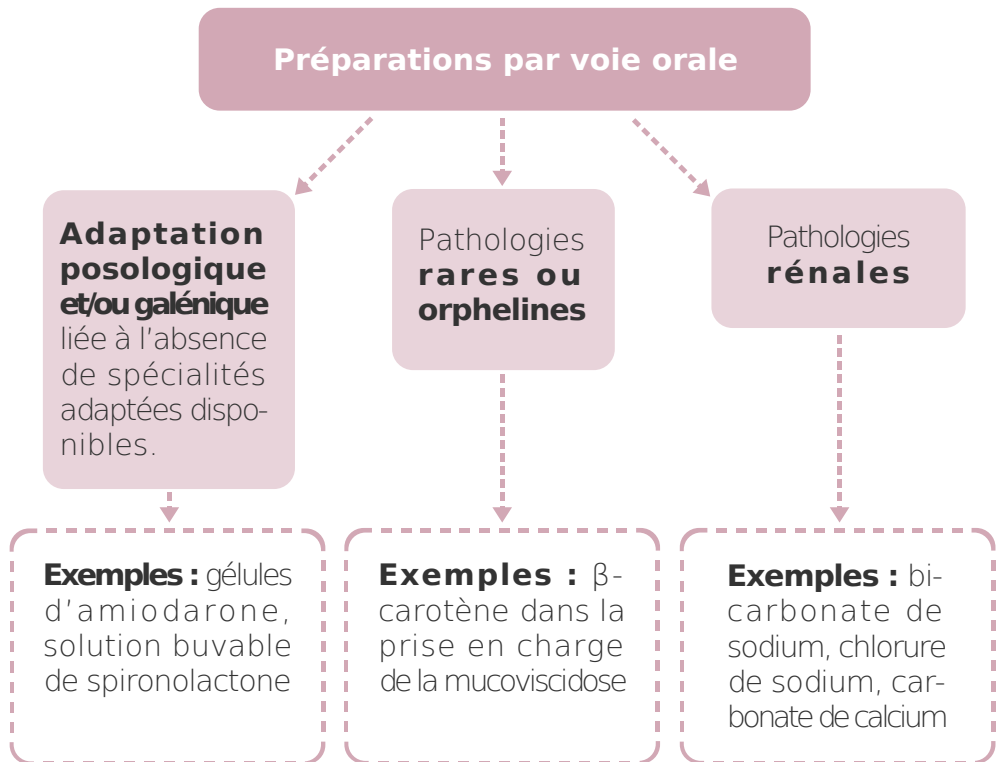 Préparations par voie orale
Adaptation
posologique
et/ou galénique
liée à l'absence
de spécialités
adaptées dispo-
nibles.
Pathologies
rares ou
orphelines
Pathologies
rénales
Exemples : gélules
d'amiodarone,
solution buvable
de spironolactone
Exemples : β-
carotène dans la
prise en charge
de la mucoviscidose
Exemples : bi-
carbonate de
sodium, chlorure
de sodium, car-
bonate de calcium